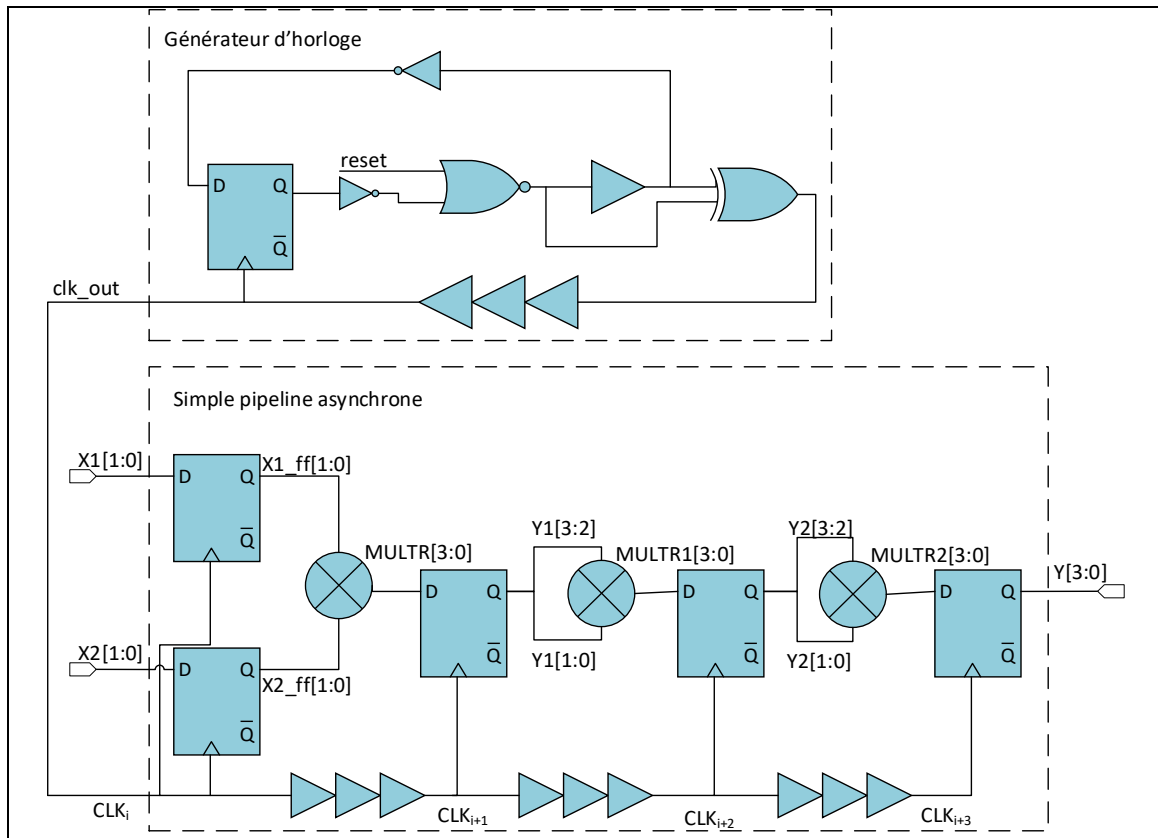 Générateur d'horloge
reset
D Q
Q̅
clk_out
Simple pipeline asynchrone
X1[1:0]
D Q
Q̅
X1_ff[1:0]
MULTR[3:0]
X2[1:0]
D Q
Q̅
X2_ff[1:0]
D Q
Q̅
Y1[3:2]
Y1[1:0]
MULTR1[3:0]
D Q
Q̅
Y2[3:2]
Y2[1:0]
MULTR2[3:0]
D Q
Q̅
Y[3:0]
CLKi
CLKi+1
CLKi+2
CLKi+3